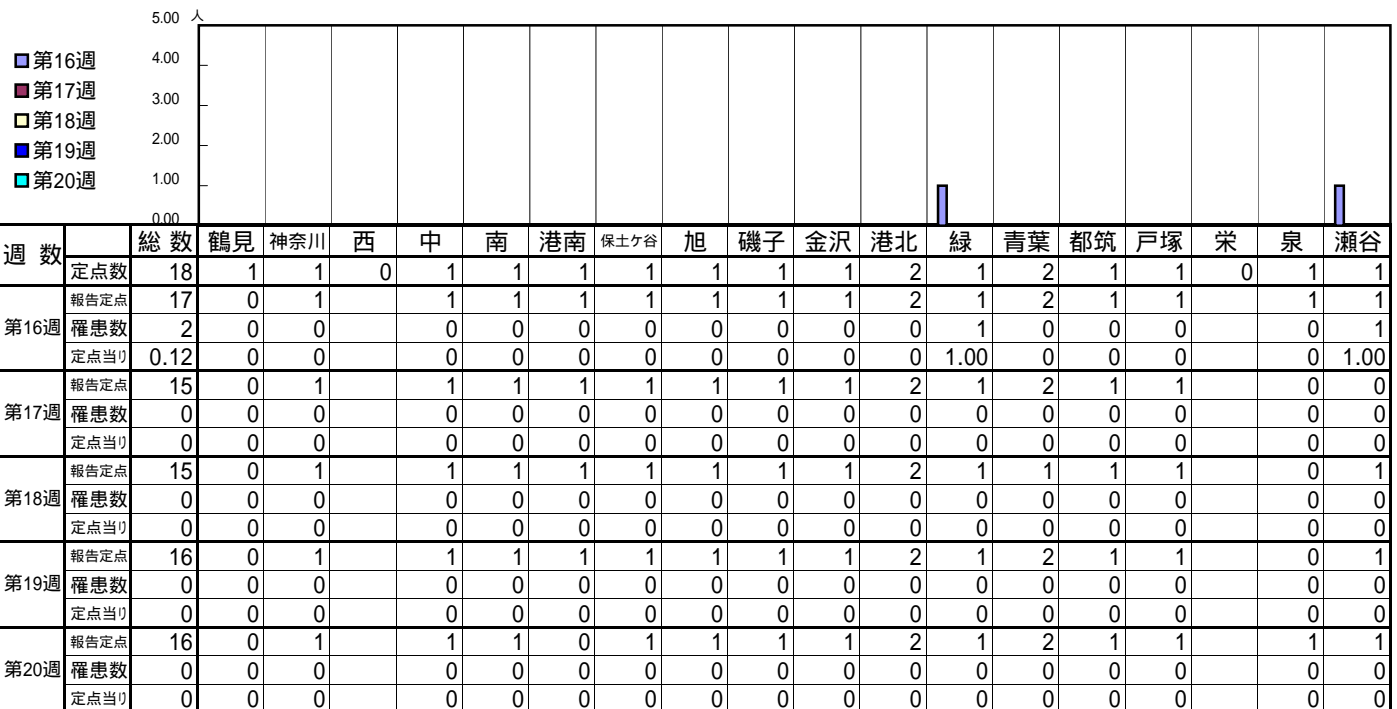 5.00 人
4.00
3.00
2.00
1.00
0.00
第16週
第17週
第18週
第19週
第20週
週 数 総 数 鶴見 神奈川 西 中 南 港南 保土ケ谷 旭 磯子 金沢 港北 緑 青葉 都筑 戸塚 栄 泉 瀬谷
定点数 18 1 1 0 1 1 1 1 1 1 1 2 1 2 1 1 0 1 1
第16週 報告定点 17 0 1 1 1 1 1 1 1 1 2 1 2 1 1 1 1
罹患数 2 0 0 0 0 0 0 0 0 0 0 1 0 0 0 0 1
定点当り 0.12 0 0 0 0 0 0 0 0 0 0 1.00 0 0 0 0 1.00
第17週 報告定点 15 0 1 1 1 1 1 1 1 1 2 1 2 1 1 0 0
罹患数 0 0 0 0 0 0 0 0 0 0 0 0 0 0 0 0 0
定点当り 0 0 0 0 0 0 0 0 0 0 0 0 0 0 0 0 0
第18週 報告定点 15 0 1 1 1 1 1 1 1 1 2 1 1 1 1 0 1
罹患数 0 0 0 0 0 0 0 0 0 0 0 0 0 0 0 0 0
定点当り 0 0 0 0 0 0 0 0 0 0 0 0 0 0 0 0 0
第19週 報告定点 16 0 1 1 1 1 1 1 1 1 2 1 2 1 1 0 1
罹患数 0 0 0 0 0 0 0 0 0 0 0 0 0 0 0 0 0
定点当り 0 0 0 0 0 0 0 0 0 0 0 0 0 0 0 0 0
第20週 報告定点 16 0 1 1 1 0 1 1 1 1 2 1 2 1 1 1 1
罹患数 0 0 0 0 0 0 0 0 0 0 0 0 0 0 0 0 0
定点当り 0 0 0 0 0 0 0 0 0 0 0 0 0 0 0 0 0